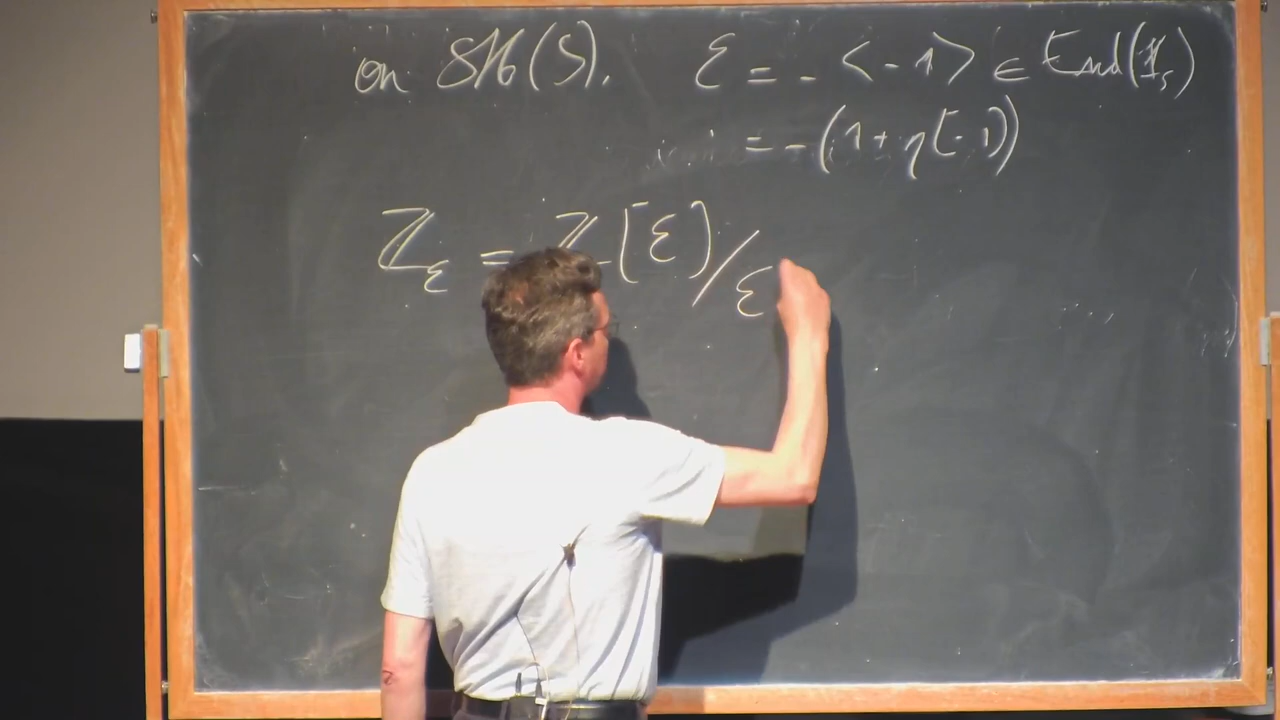 on SH(S). ε = - <-1> ∈ End(𝟙_S)
= -(1 + η[-1])
ℤ_ε = ℤ[ε]/ε